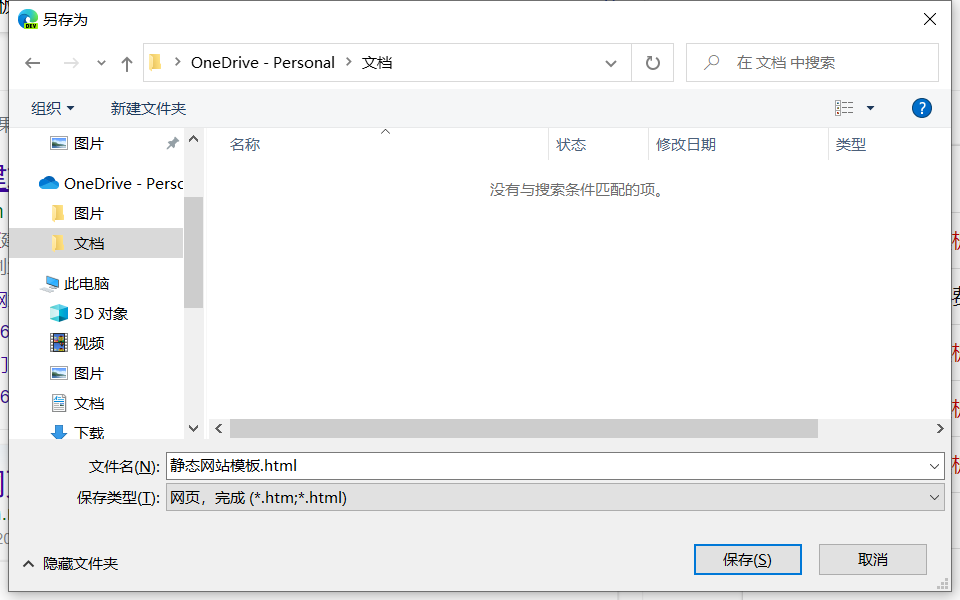 另存为
OneDrive - Personal 文档
在 文档 中搜索
组织 新建文件夹
图片
OneDrive - Persc
图片
文档
此电脑
3D 对象
视频
图片
文档
下载
名称 状态 修改日期 类型
没有与搜索条件匹配的项。
文件名(N): 静态网站模板.html
保存类型(T): 网页，完成 (*.htm;*.html)
隐藏文件夹
保存(S) 取消